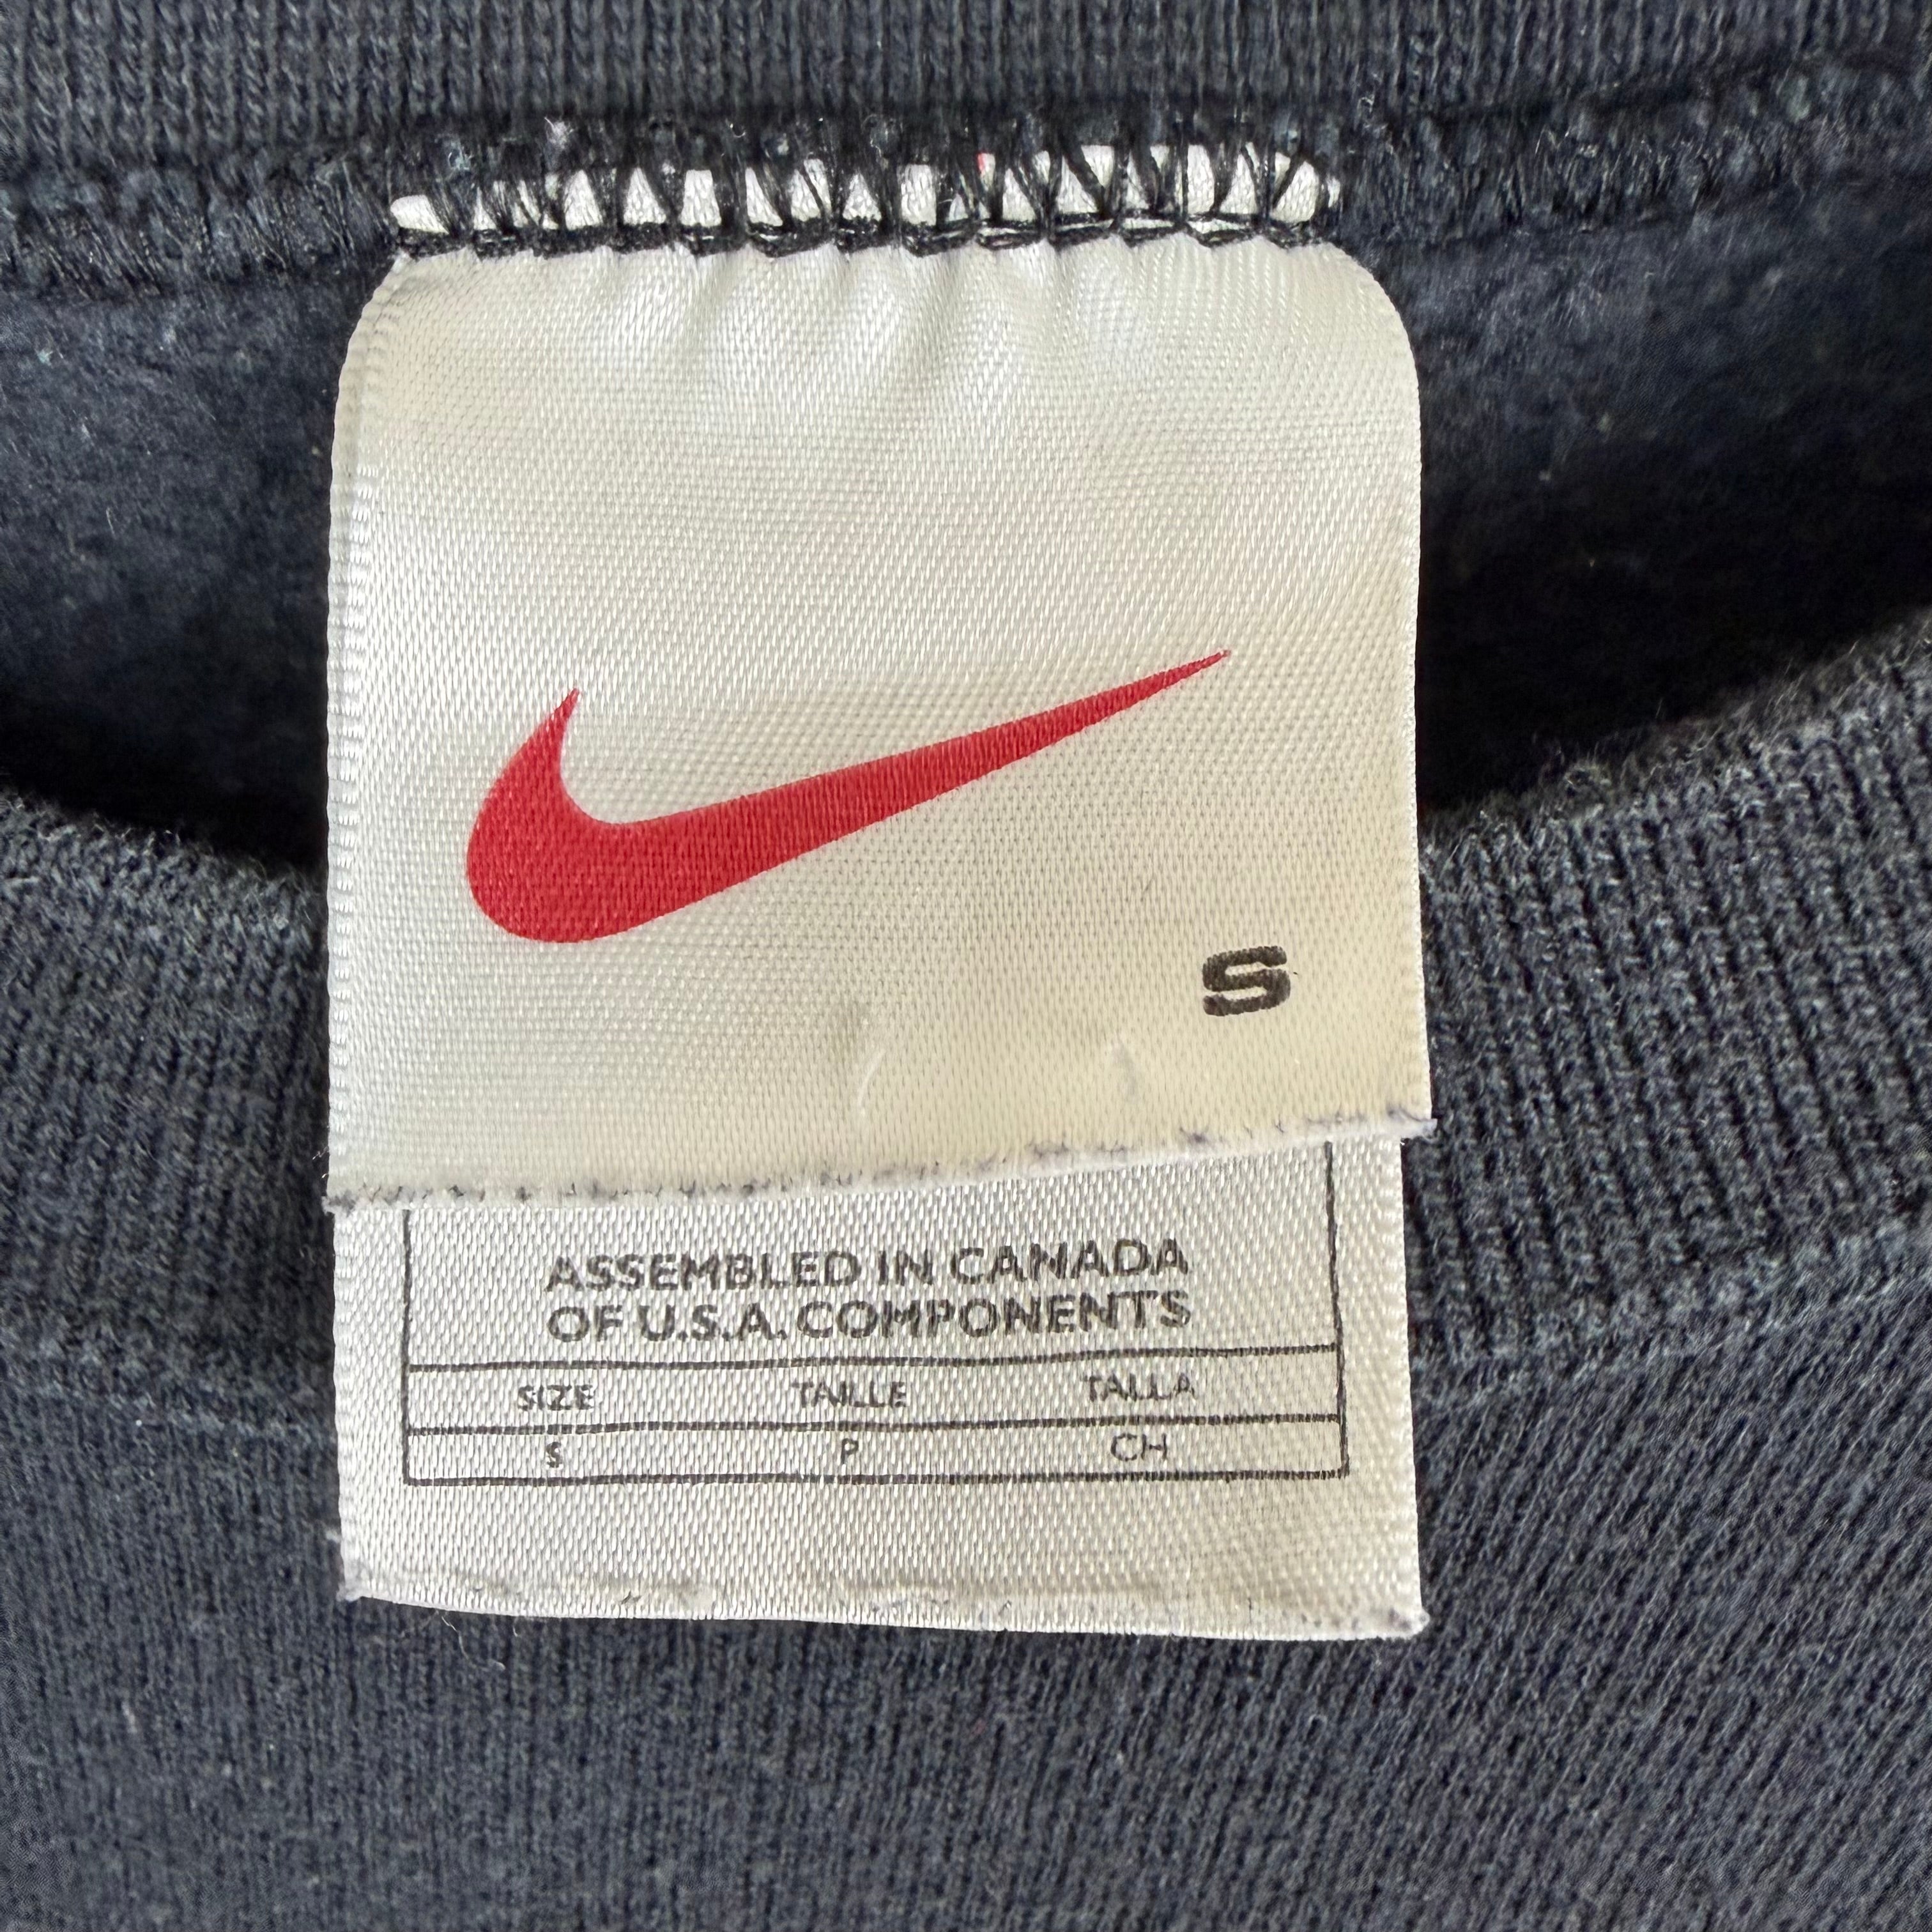 S
ASSEMBLED IN CANADA
OF U.S.A. COMPONENTS
SIZE TAILLE TALLA
S P CH